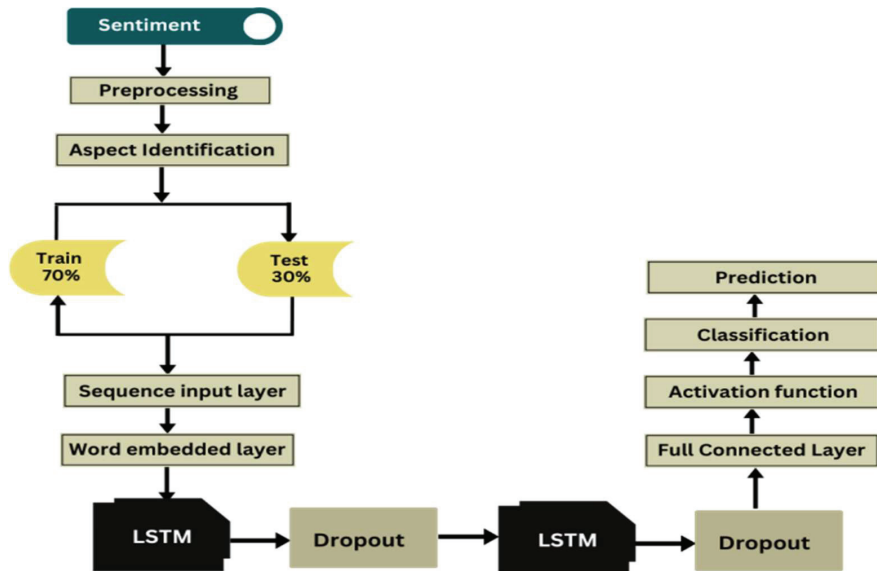 Sentiment
Preprocessing
Aspect Identification
Train
70%
Test
30%
Sequence input layer
Word embedded layer
LSTM
Dropout
LSTM
Dropout
Full Connected Layer
Activation function
Classification
Prediction